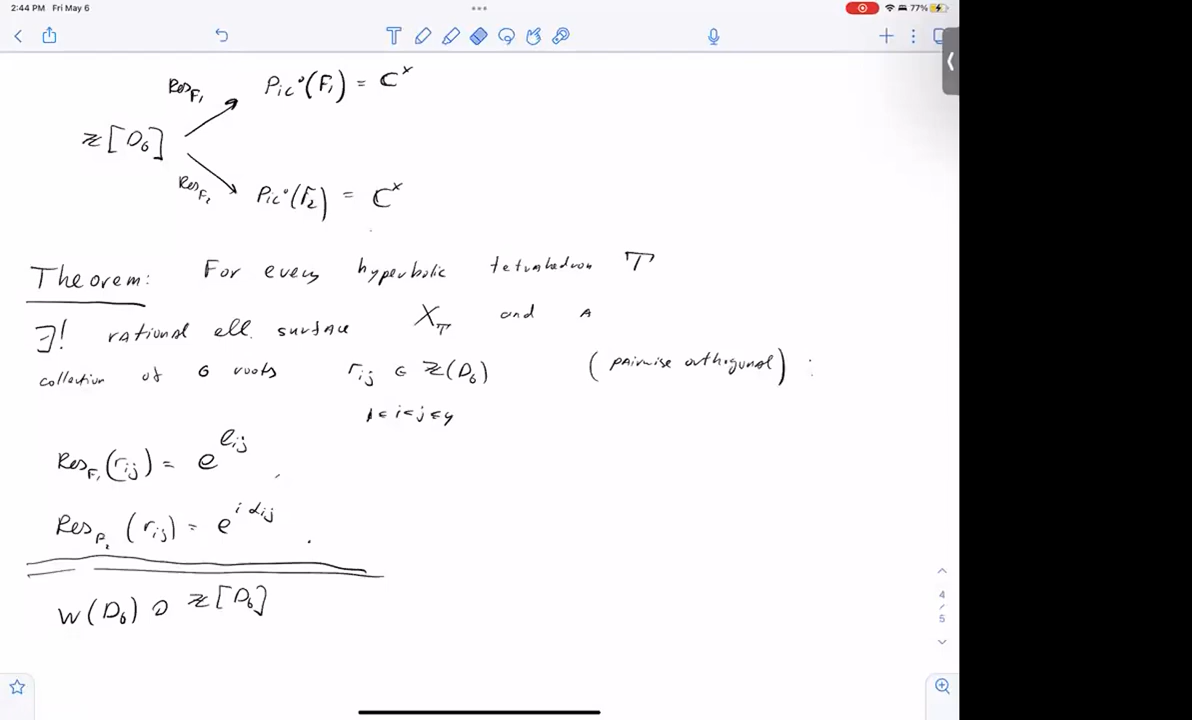 2:44 PM Fri May 6
77%
Res_{F_1} Pic°(F_1) = C^x
Z[D_6]
Res_{F_2} Pic°(F_2) = C^x
Theorem: For every hyperbolic tetrahedron T
∃! rational ell. surface X_T and a
collection of 6 roots r_{ij} ∈ Z(D_6) (pairwise orthogonal) :
1≤i<j≤4
Res_{F_1}(r_{ij}) = e^{l_{ij}}
Res_{F_2}(r_{ij}) = e^{i α_{ij}}.
W(D_6) ↻ Z[D_6]
4
/
5